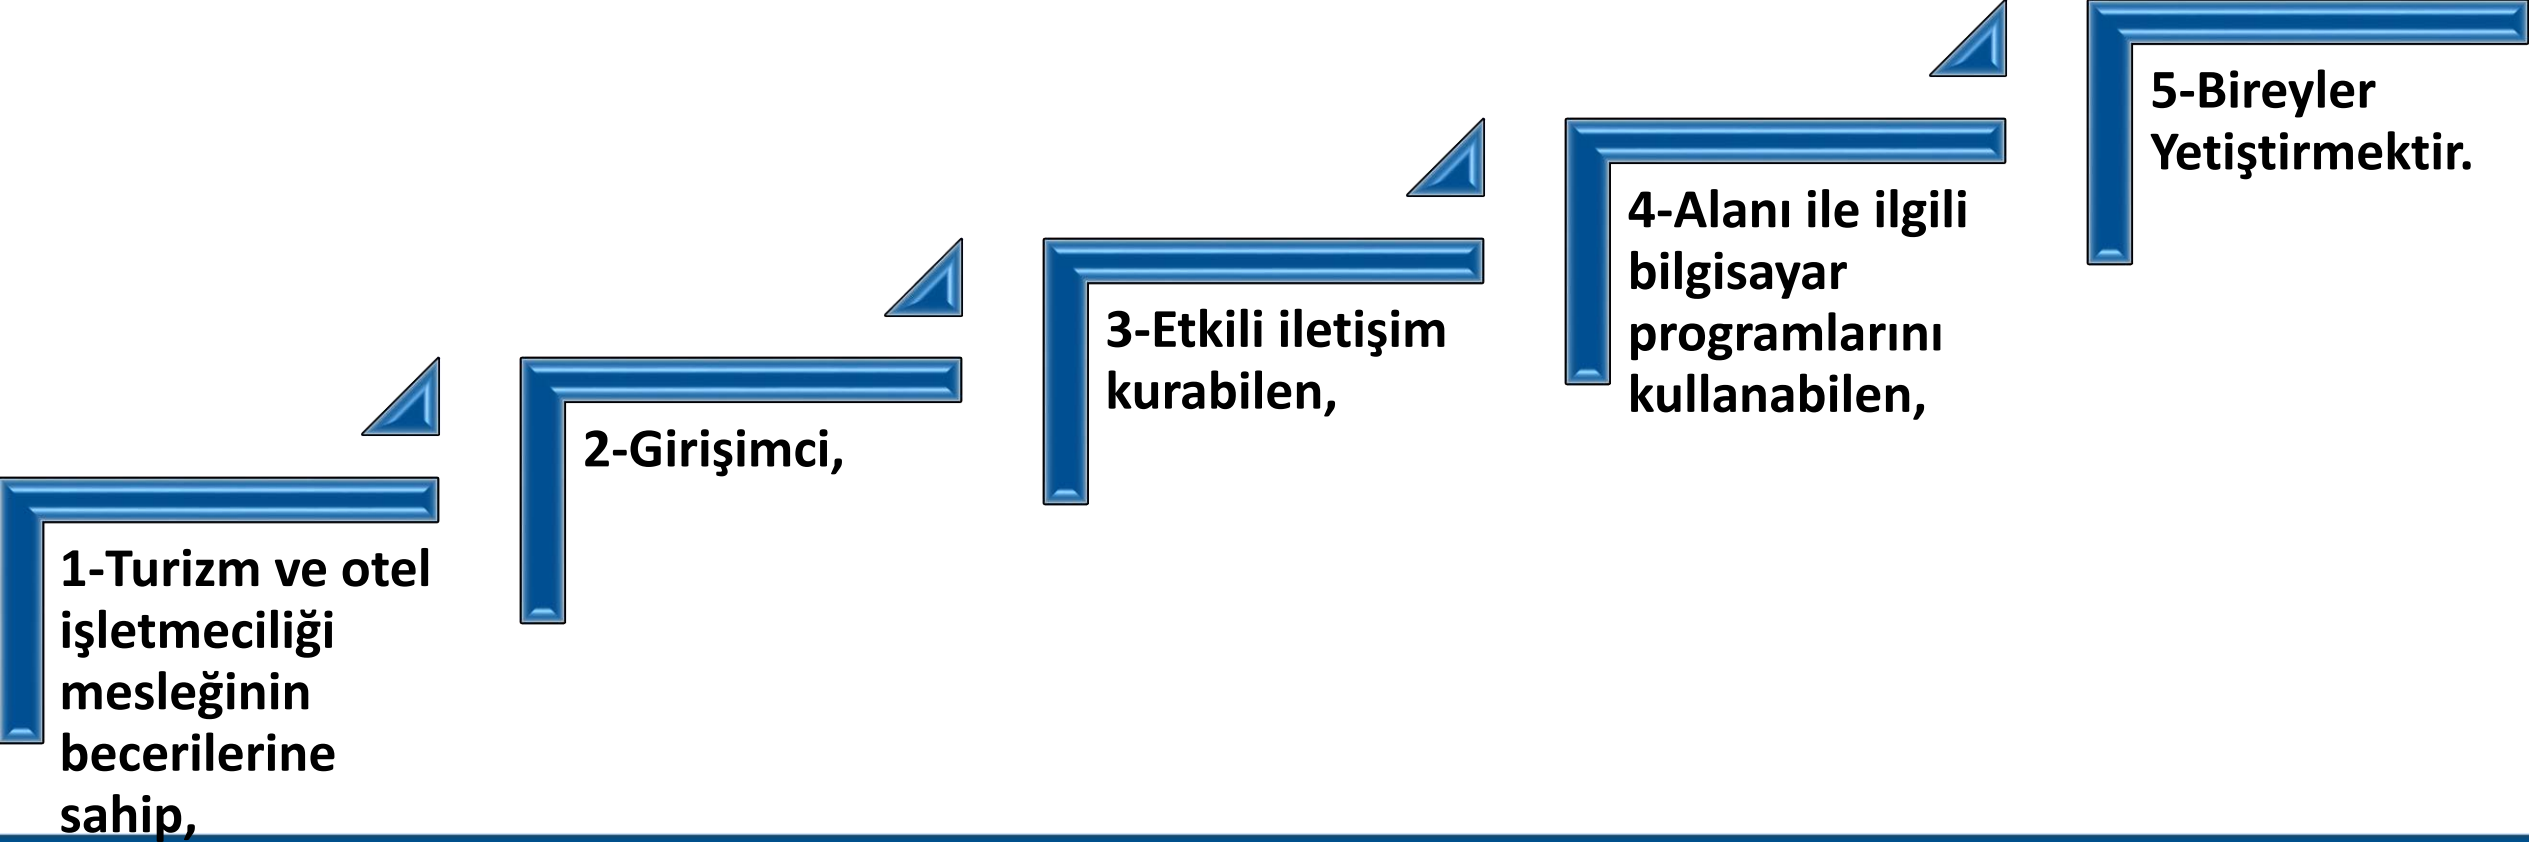 1-Turizm ve otel
işletmeciliği
mesleğinin
becerilerine
sahip,
2-Girişimci,
3-Etkili iletişim
kurabilen,
4-Alanı ile ilgili
bilgisayar
programlarını
kullanabilen,
5-Bireyler
Yetiştirmektir.